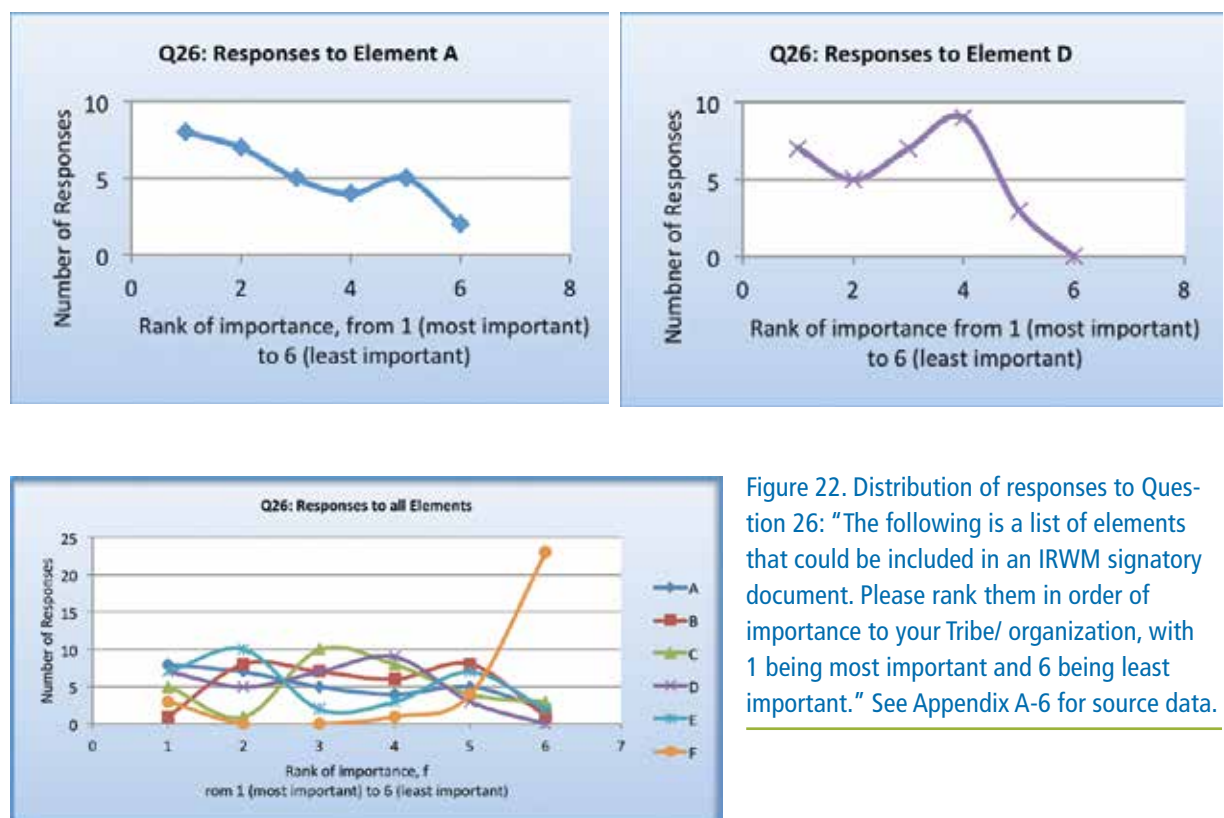 Q26: Responses to Element A
Number of Responses
10
5
0
0 2 4 6 8
Rank of importance, from 1 (most important)
to 6 (least important)
Q26: Responses to Element D
Numbner of Responses
10
5
0
0 2 4 6 8
Rank of importance from 1 (most important)
to 6 (least important)
Q26: Responses to all Elements
Number of Responses
25
20
15
10
5
0
0 1 2 3 4 5 6 7
Rank of importance, f
rom 1 (most important) to 6 (least important)
A
B
C
D
E
F
Figure 22. Distribution of responses to Ques-
tion 26: “The following is a list of elements
that could be included in an IRWM signatory
document. Please rank them in order of
importance to your Tribe/ organization, with
1 being most important and 6 being least
important.” See Appendix A-6 for source data.